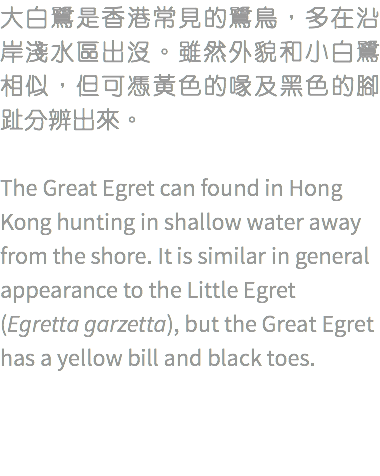 大白鷺是香港常見的鷺鳥，多在沿
岸淺水區出沒。雖然外貌和小白鷺
相似，但可憑黃色的喙及黑色的腳
趾分辨出來。
The Great Egret can found in Hong
Kong hunting in shallow water away
from the shore. It is similar in general
appearance to the Little Egret
(Egretta garzetta), but the Great Egret
has a yellow bill and black toes.